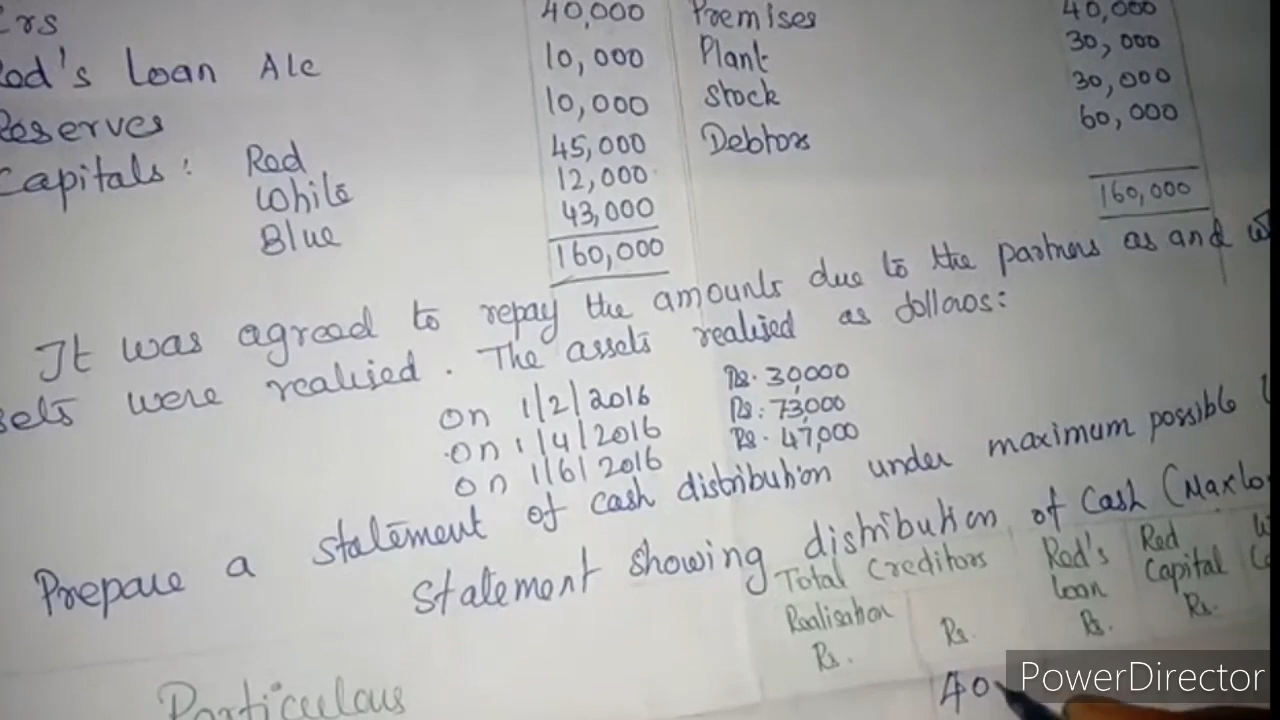 40,000 Premises 40,000
Loan A/c 10,000 Plant 30,000
Reserves 10,000 Stock 30,000
Capitals: Red 45,000 Debtors 60,000
White 12,000
Blue 43,000
160,000 160,000
It was agread to repay the amounts due to the partners as and
were realised. The assets realised as follows:
on 1/2/2016 Rs. 30,000
on 1/4/2016 Rs. 73,000
on 1/6/2016 Rs. 47,000
Prepare a statement of cash distribution under maximum possible
Statement showing distribution of Cash
Particulous Total Realisation Rs. Creditors Rs. Red's loan Rs. Red Capital Rs.
40
PowerDirector